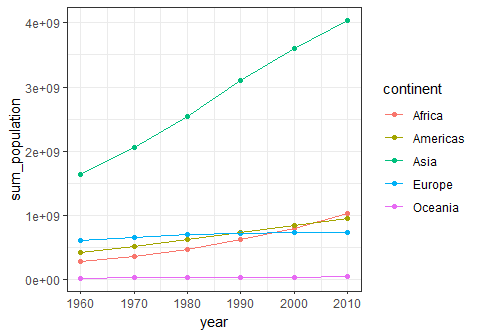 4e+09
3e+09
2e+09
1e+09
0e+00
sum_population
1960 1970 1980 1990 2000 2010
year
continent
Africa
Americas
Asia
Europe
Oceania